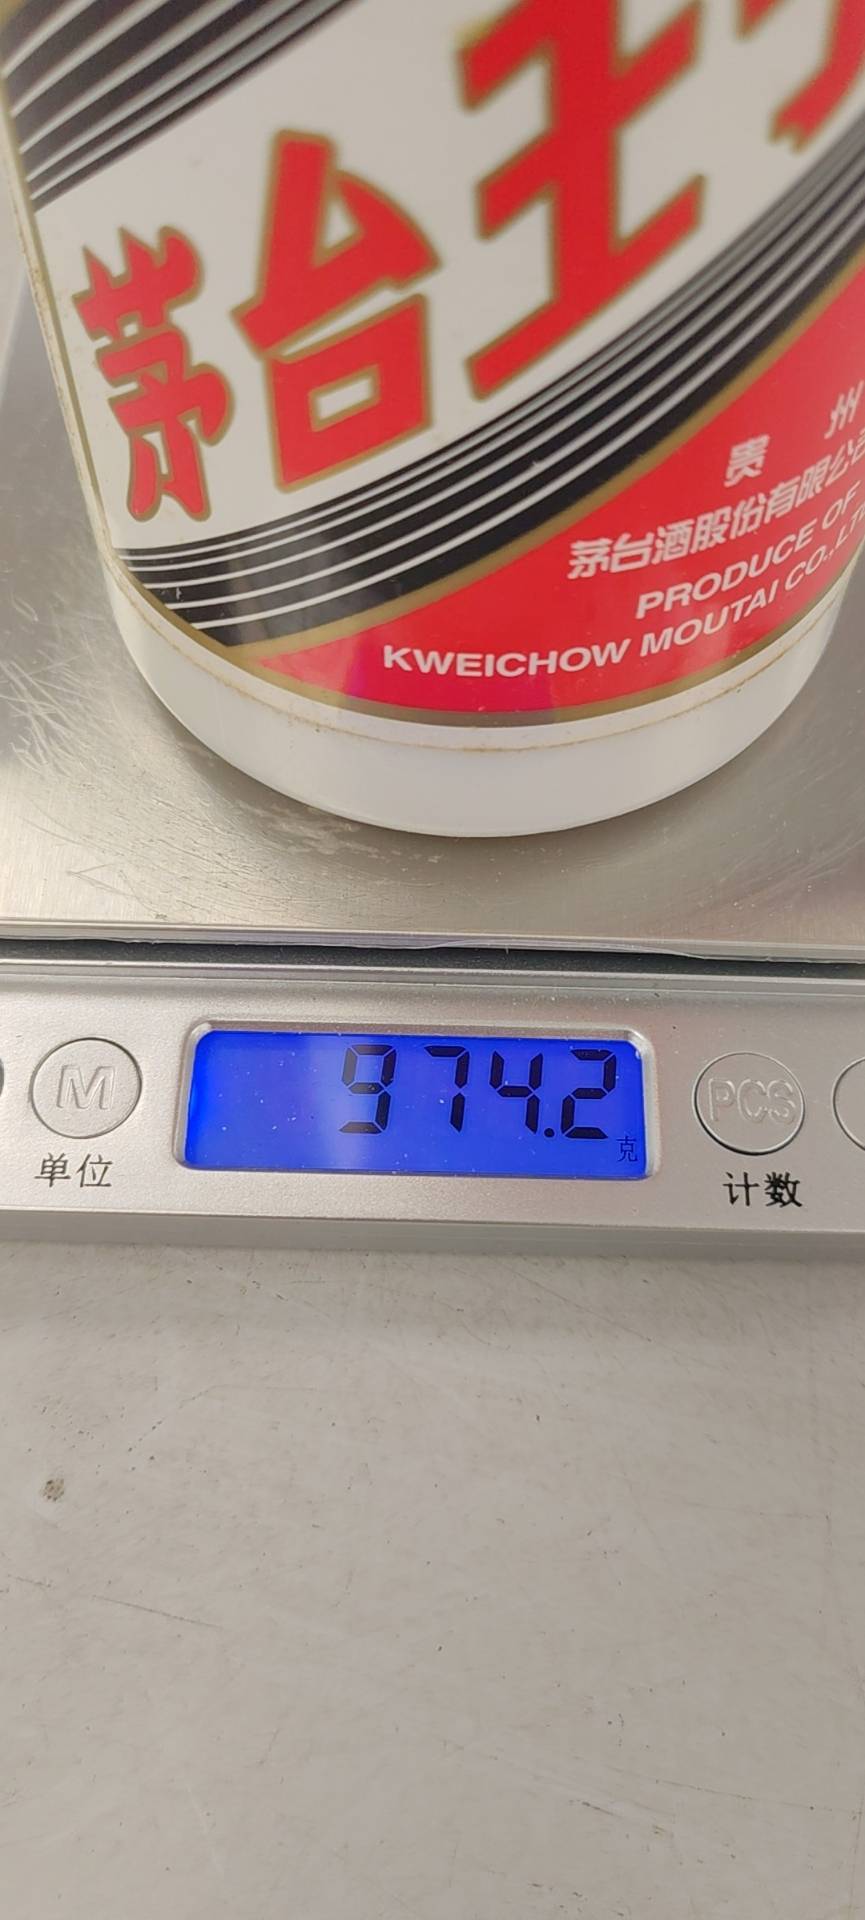 茅台王
贵州
茅台酒股份有限公
PRODUCE OF
KWEICHOW MOUTAI CO.,LT
974.2
克
M
PCS
单位
计数